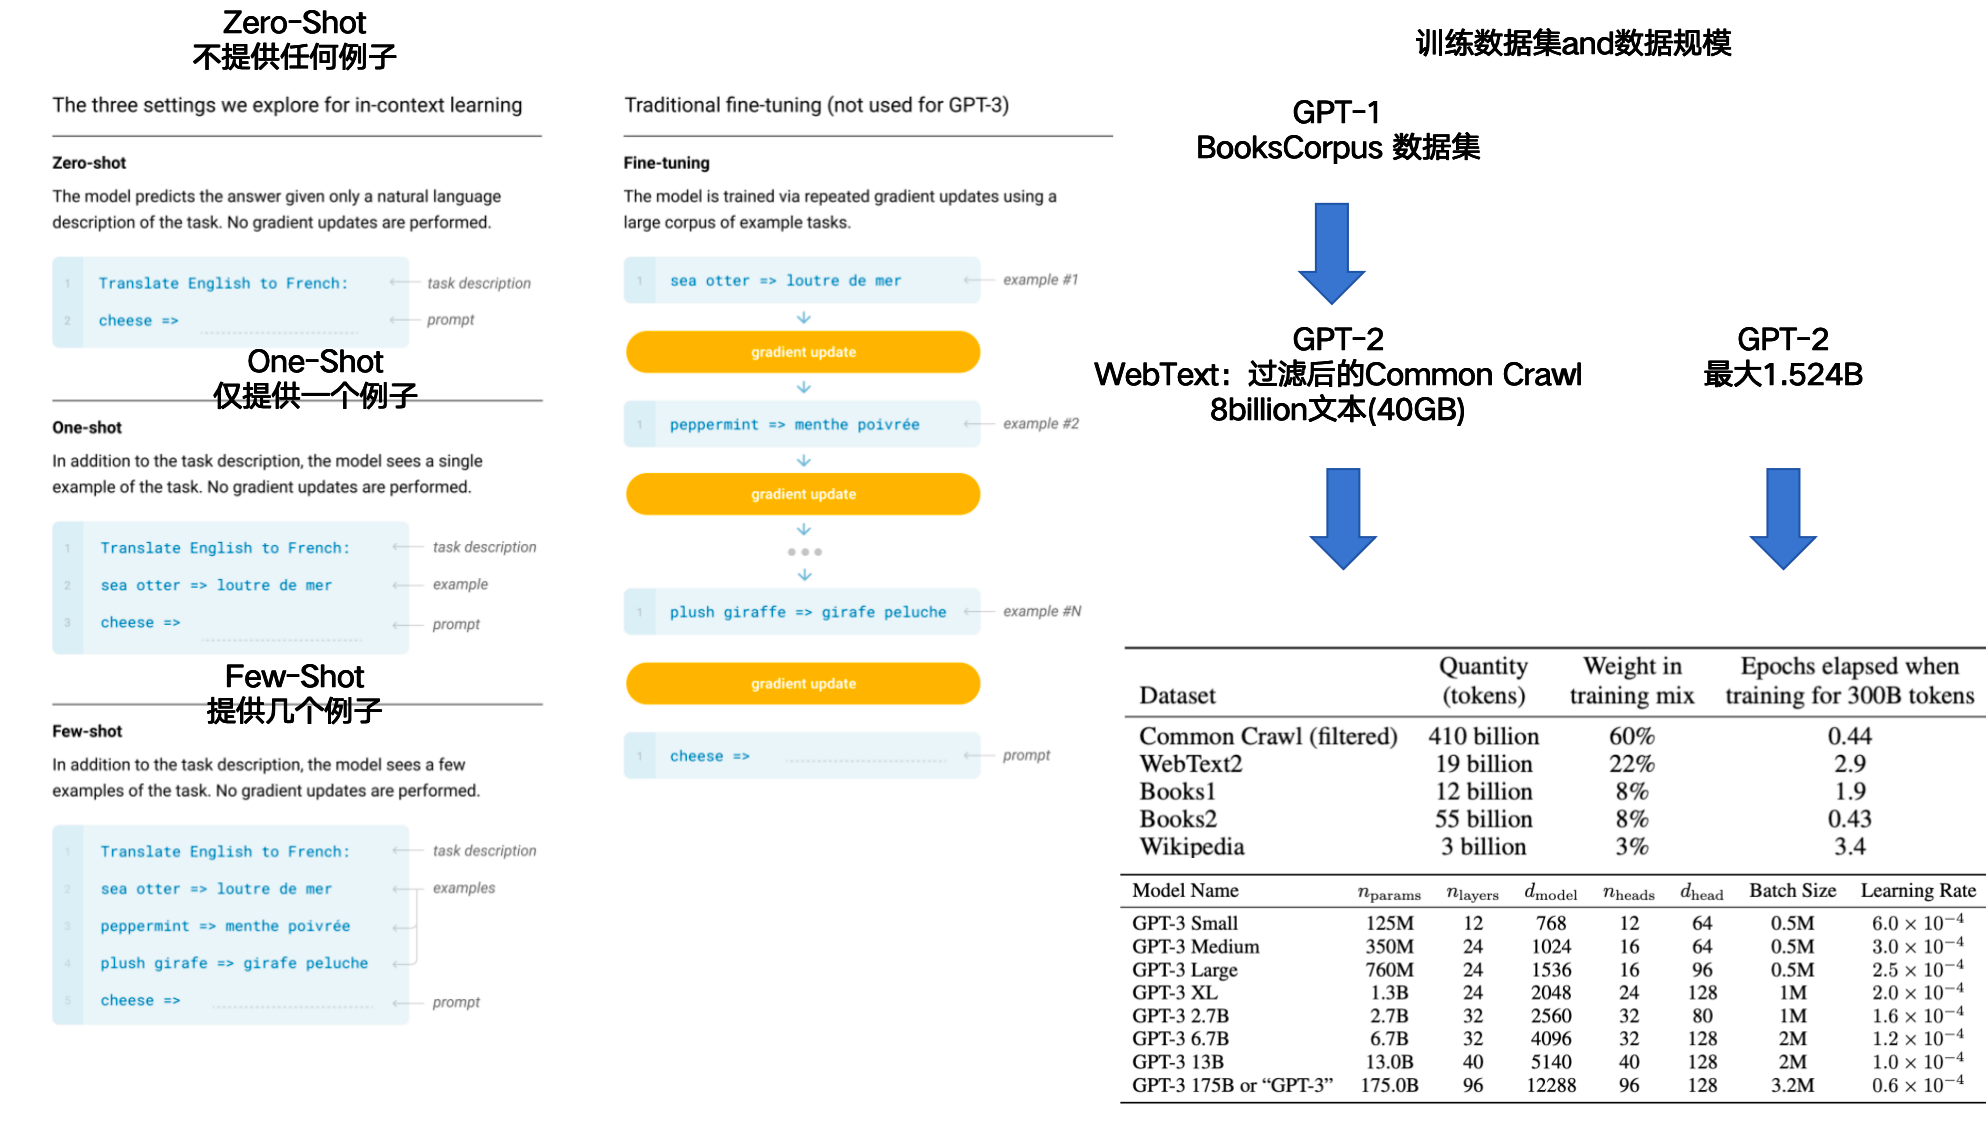 Zero-Shot
不提供任何例子
The three settings we explore for in-context learning
Zero-shot
The model predicts the answer given only a natural language
description of the task. No gradient updates are performed.
1 Translate English to French: task description
2 cheese => prompt
One-Shot
仅提供一个例子
One-shot
In addition to the task description, the model sees a single
example of the task. No gradient updates are performed.
1 Translate English to French: task description
2 sea otter => loutre de mer example
3 cheese => prompt
Few-Shot
提供几个例子
Few-shot
In addition to the task description, the model sees a few
examples of the task. No gradient updates are performed.
1 Translate English to French: task description
2 sea otter => loutre de mer examples
3 peppermint => menthe poivrée
4 plush girafe => girafe peluche
5 cheese => prompt
Traditional fine-tuning (not used for GPT-3)
Fine-tuning
The model is trained via repeated gradient updates using a
large corpus of example tasks.
1 sea otter => loutre de mer example #1
gradient update
1 peppermint => menthe poivrée example #2
gradient update
1 plush giraffe => girafe peluche example #N
gradient update
1 cheese => prompt
训练数据集and数据规模
GPT-1
BooksCorpus 数据集
GPT-2
WebText：过滤后的Common Crawl
8billion文本(40GB)
GPT-2
最大1.524B
Dataset Quantity (tokens) Weight in training mix Epochs elapsed when training for 300B tokens
Common Crawl (filtered) 410 billion 60% 0.44
WebText2 19 billion 22% 2.9
Books1 12 billion 8% 1.9
Books2 55 billion 8% 0.43
Wikipedia 3 billion 3% 3.4
Model Name n_params n_layers d_model n_heads d_head Batch Size Learning Rate
GPT-3 Small 125M 12 768 12 64 0.5M 6.0 × 10⁻⁴
GPT-3 Medium 350M 24 1024 16 64 0.5M 3.0 × 10⁻⁴
GPT-3 Large 760M 24 1536 16 96 0.5M 2.5 × 10⁻⁴
GPT-3 XL 1.3B 24 2048 24 128 1M 2.0 × 10⁻⁴
GPT-3 2.7B 2.7B 32 2560 32 80 1M 1.6 × 10⁻⁴
GPT-3 6.7B 6.7B 32 4096 32 128 2M 1.2 × 10⁻⁴
GPT-3 13B 13.0B 40 5140 40 128 2M 1.0 × 10⁻⁴
GPT-3 175B or “GPT-3” 175.0B 96 12288 96 128 3.2M 0.6 × 10⁻⁴